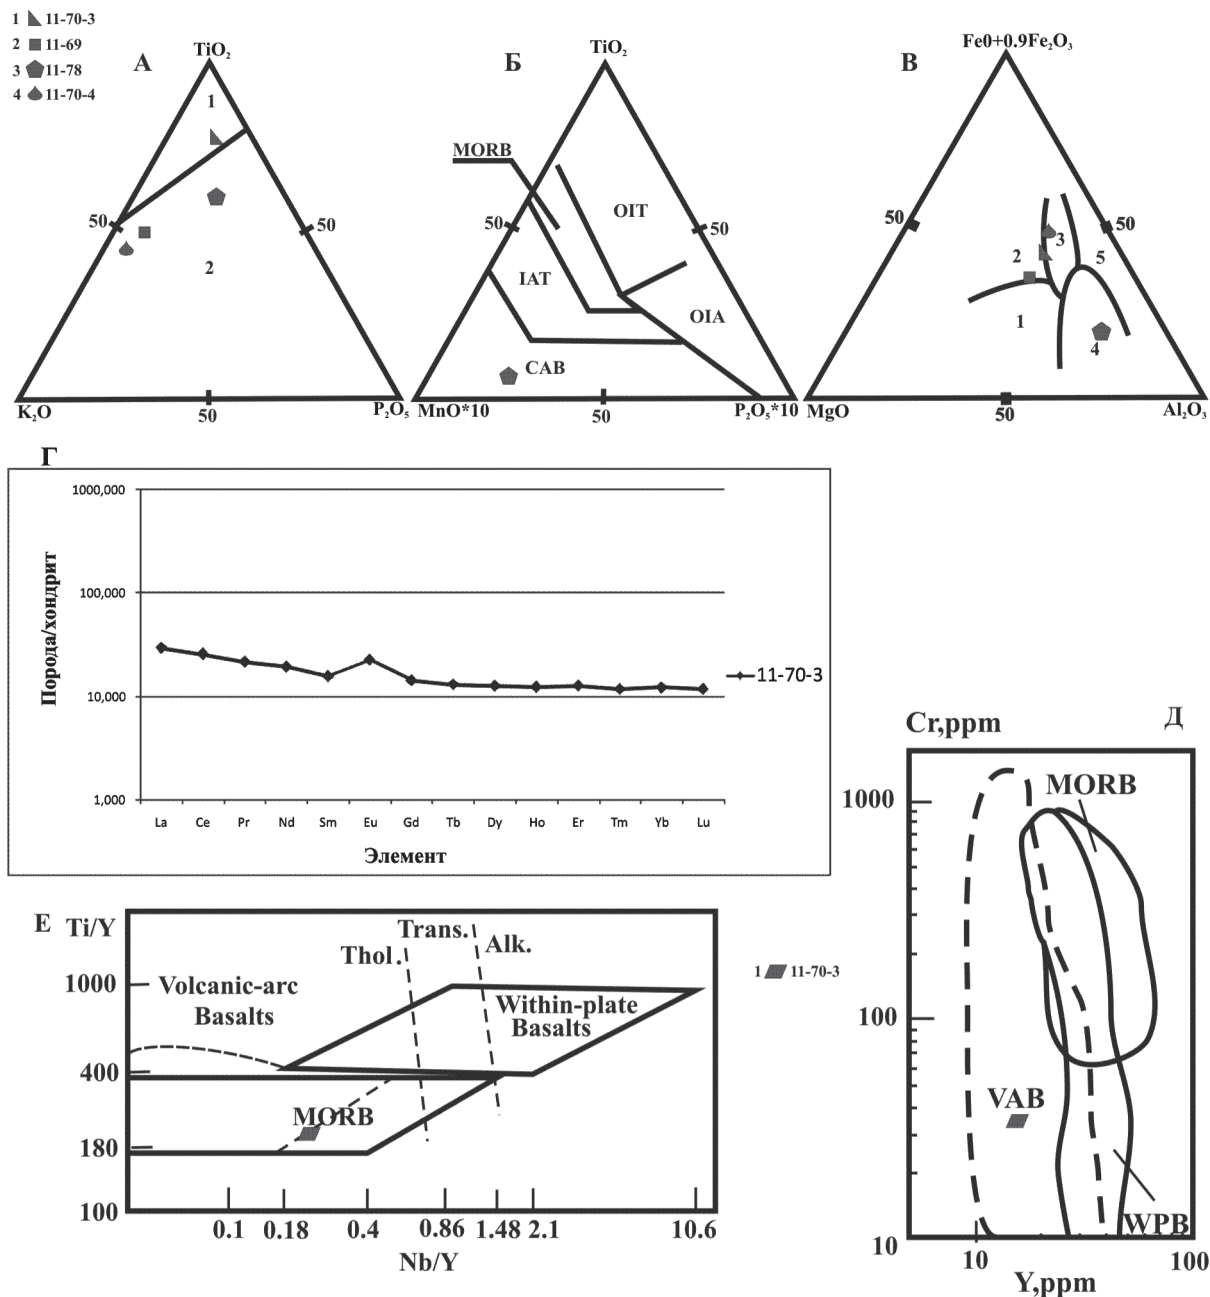 1 11-70-3
2 11-69
3 11-78
4 11-70-4
А
TiO₂
1
50
50
2
K₂O
50
P₂O₅
Б
TiO₂
MORB
OIT
50
50
IAT
OIA
CAB
MnO*10
50
P₂O₅*10
В
Fe0+0.9Fe₂O₃
50
50
2
3
5
1
4
MgO
50
Al₂O₃
Г
1000,000
100,000
10,000
1,000
Порода/хондрит
La Ce Pr Nd Sm Eu Gd Tb Dy Ho Er Tm Yb Lu
Элемент
11-70-3
Д
Cr,ppm
1000
100
10
MORB
VAB
WPB
10
100
Y,ppm
Е
Ti/Y
1000
400
180
100
Volcanic-arc
Basalts
Thol.
Trans.
Alk.
Within-plate
Basalts
MORB
0.1 0.18 0.4 0.86 1.48 2.1 10.6
Nb/Y
1 11-70-3